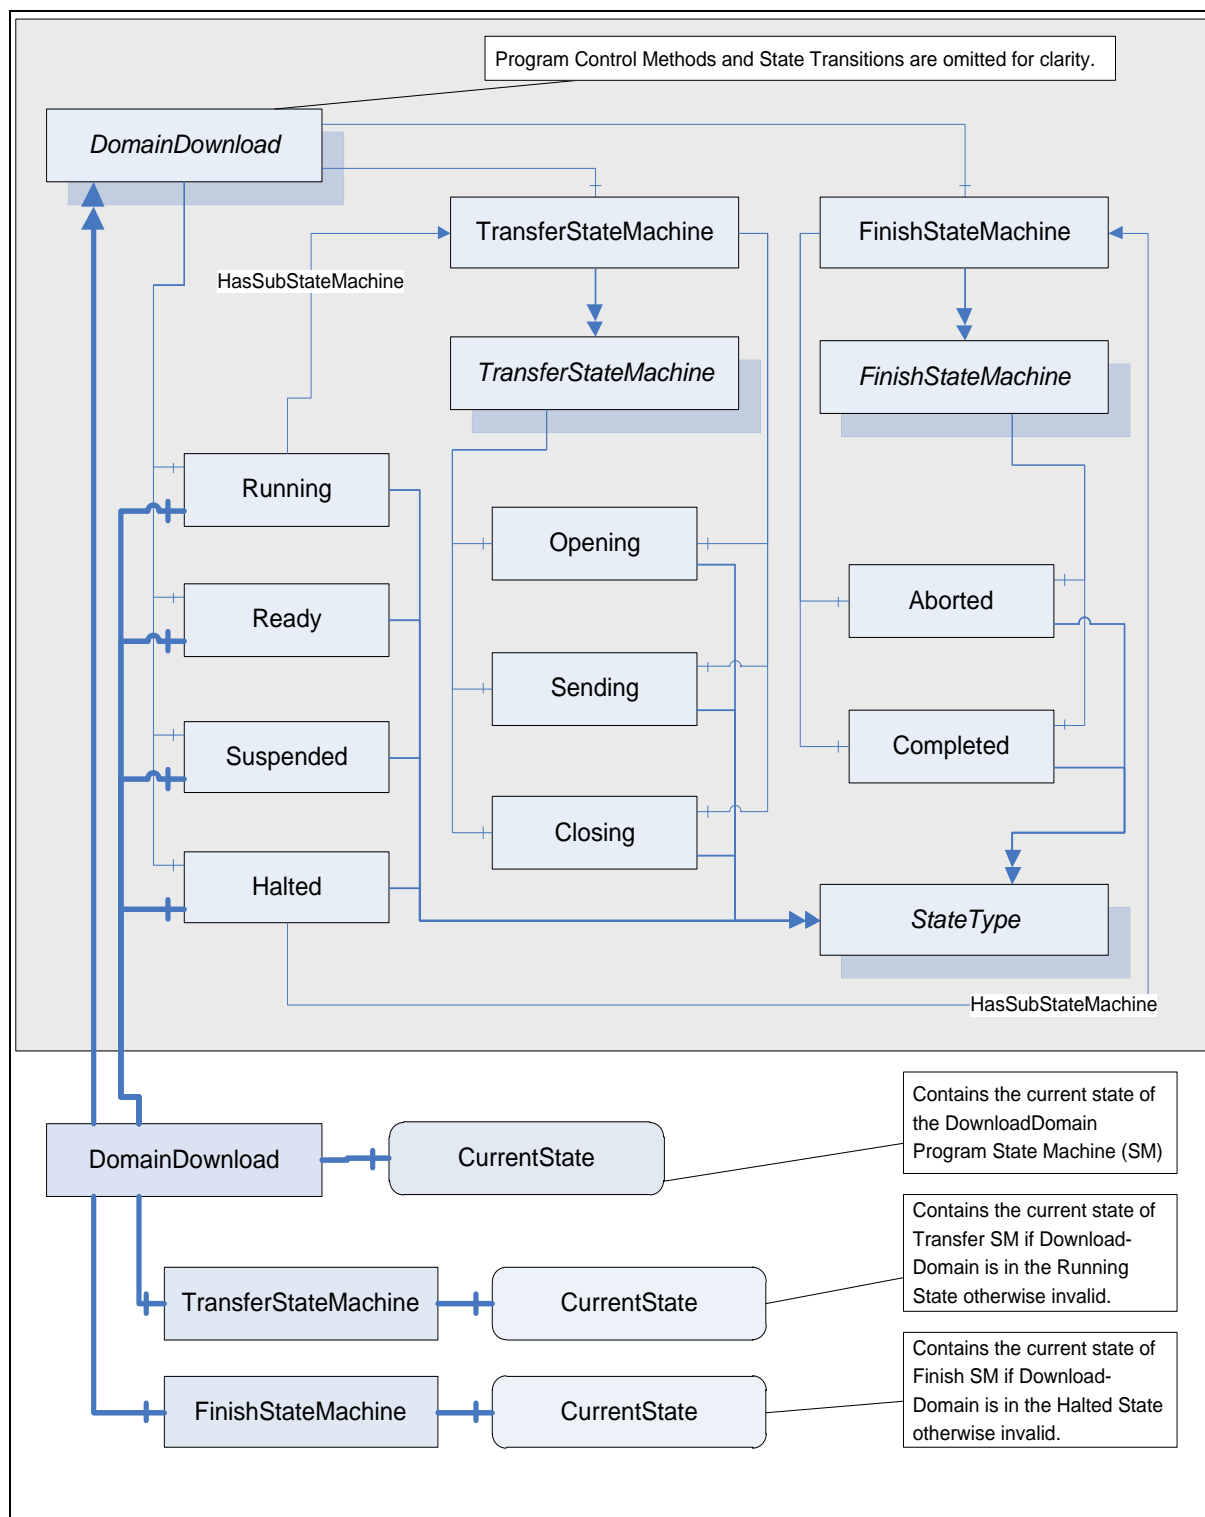 Program Control Methods and State Transitions are omitted for clarity.
DomainDownload
TransferStateMachine
FinishStateMachine
HasSubStateMachine
TransferStateMachine
FinishStateMachine
Running
Opening
Aborted
Ready
Sending
Completed
Suspended
Closing
Halted
StateType
HasSubStateMachine
Contains the current state of
the DownloadDomain
Program State Machine (SM)
DomainDownload
CurrentState
Contains the current state of
Transfer SM if Download-
Domain is in the Running
State otherwise invalid.
TransferStateMachine
CurrentState
Contains the current state of
Finish SM if Download-
Domain is in the Halted State
otherwise invalid.
FinishStateMachine
CurrentState